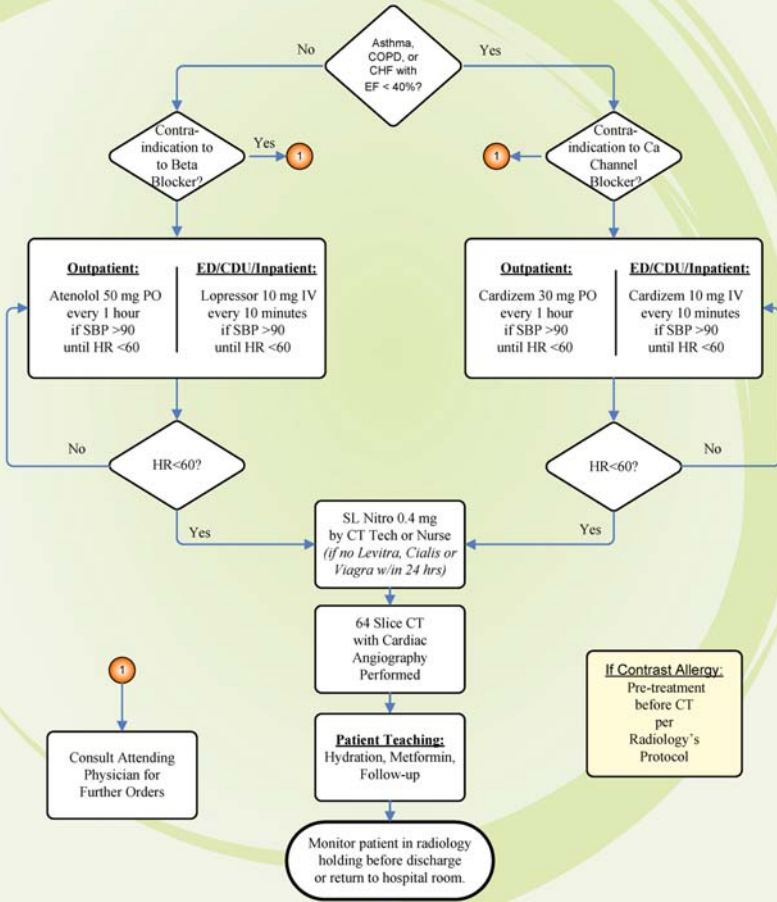 No
Asthma,
COPD, or
CHF with
EF < 40%?
Yes
Contra-
indication to
to Beta
Blocker?
Yes
1
1
Contra-
indication to Ca
Channel
Blocker?
Outpatient:
Atenolol 50 mg PO
every 1 hour
if SBP >90
until HR <60
ED/CDU/Inpatient:
Lopressor 10 mg IV
every 10 minutes
if SBP >90
until HR <60
Outpatient:
Cardizem 30 mg PO
every 1 hour
if SBP >90
until HR <60
ED/CDU/Inpatient:
Cardizem 10 mg IV
every 10 minutes
if SBP >90
until HR <60
No
HR<60?
Yes
HR<60?
No
Yes
SL Nitro 0.4 mg
by CT Tech or Nurse
(if no Levitra, Cialis or
Viagra w/in 24 hrs)
64 Slice CT
with Cardiac
Angiography
Performed
1
Consult Attending
Physician for
Further Orders
Patient Teaching:
Hydration, Metformin,
Follow-up
If Contrast Allergy:
Pre-treatment
before CT
per
Radiology's
Protocol
Monitor patient in radiology
holding before discharge
or return to hospital room.